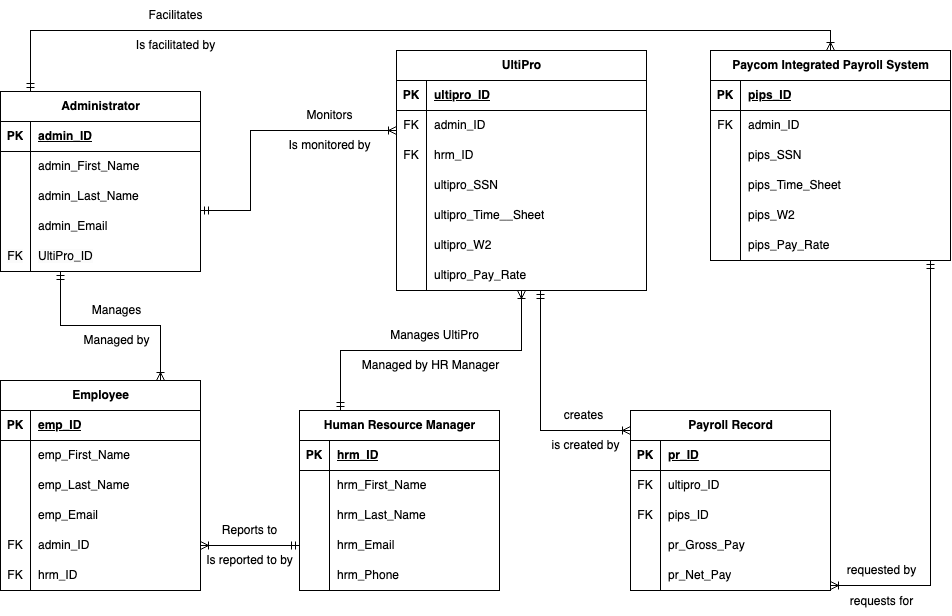 Facilitates
Is facilitated by
Administrator
PK admin_ID
admin_First_Name
admin_Last_Name
admin_Email
FK UltiPro_ID
Monitors
Is monitored by
UltiPro
PK ultipro_ID
FK admin_ID
FK hrm_ID
ultipro_SSN
ultipro_Time__Sheet
ultipro_W2
ultipro_Pay_Rate
Paycom Integrated Payroll System
PK pips_ID
FK admin_ID
pips_SSN
pips_Time_Sheet
pips_W2
pips_Pay_Rate
Manages
Managed by
Manages UltiPro
Managed by HR Manager
Employee
PK emp_ID
emp_First_Name
emp_Last_Name
emp_Email
FK admin_ID
FK hrm_ID
Reports to
Is reported to by
Human Resource Manager
PK hrm_ID
hrm_First_Name
hrm_Last_Name
hrm_Email
hrm_Phone
creates
is created by
Payroll Record
PK pr_ID
FK ultipro_ID
FK pips_ID
pr_Gross_Pay
pr_Net_Pay
requested by
requests for